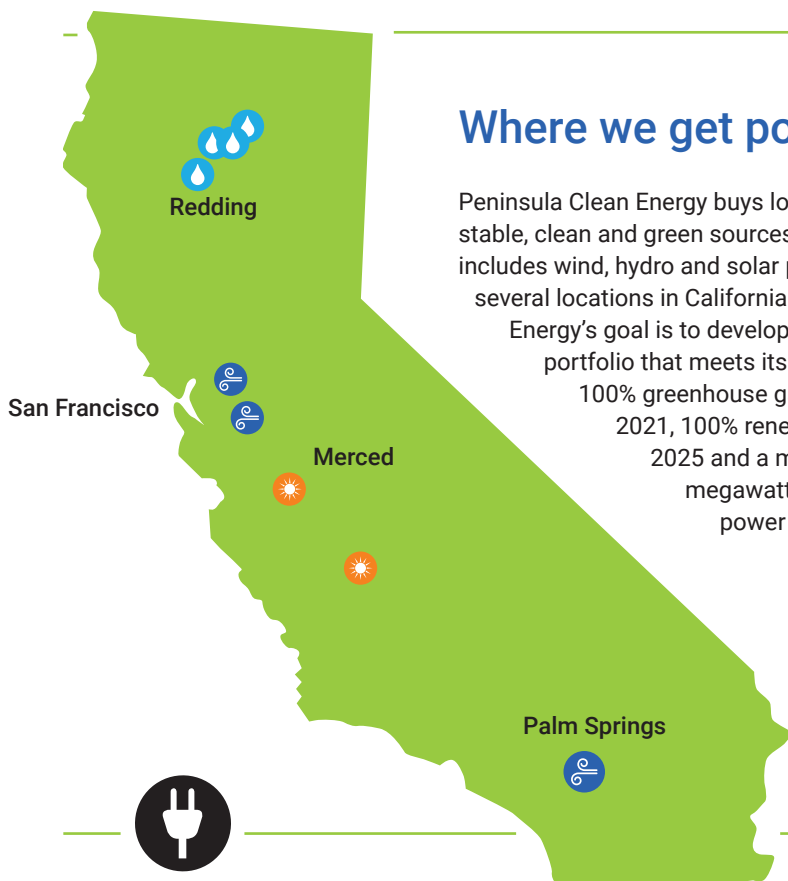 Where we get po
Peninsula Clean Energy buys lo
stable, clean and green sources
includes wind, hydro and solar p
several locations in California
Energy's goal is to develop
portfolio that meets its
100% greenhouse g
2021, 100% rene
2025 and a m
megawatt
power
Redding
San Francisco
Merced
Palm Springs